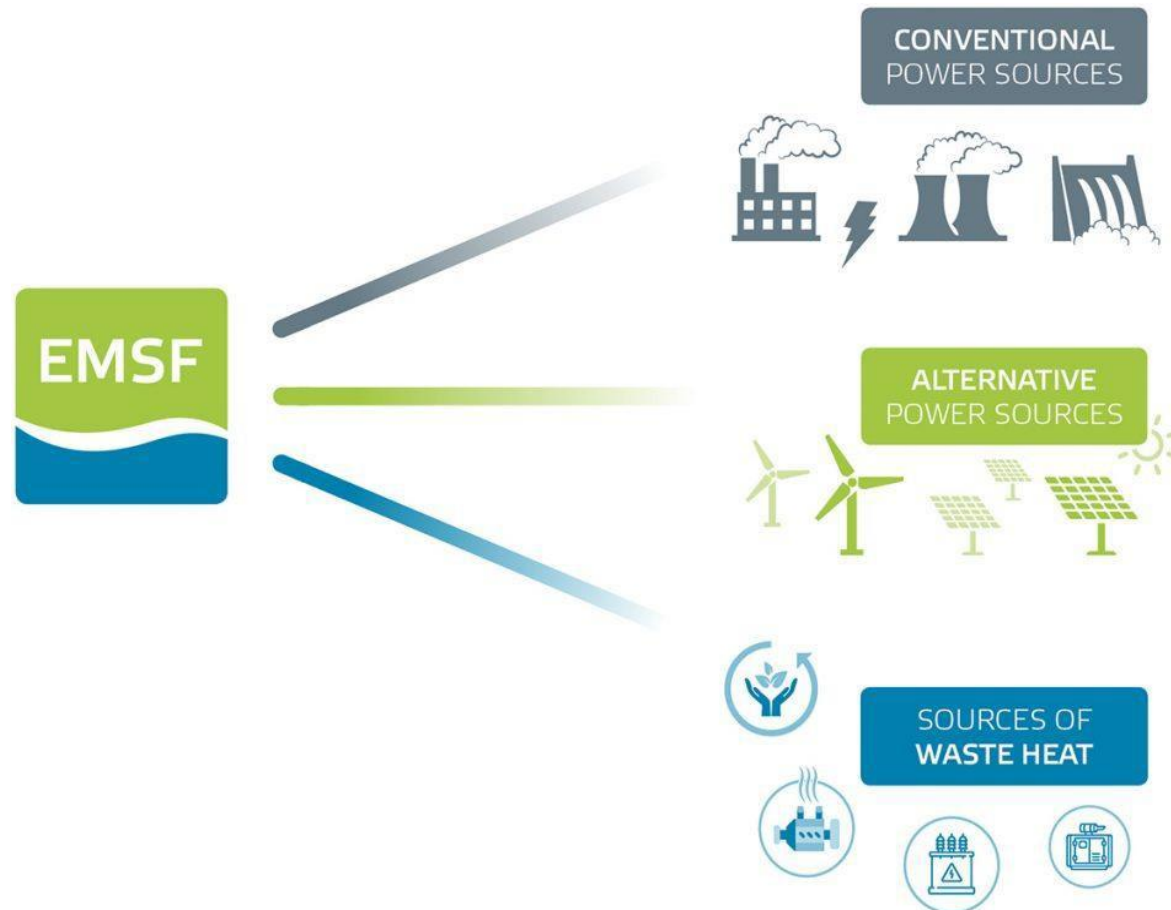 EMSF
CONVENTIONAL
POWER SOURCES
ALTERNATIVE
POWER SOURCES
SOURCES OF
WASTE HEAT